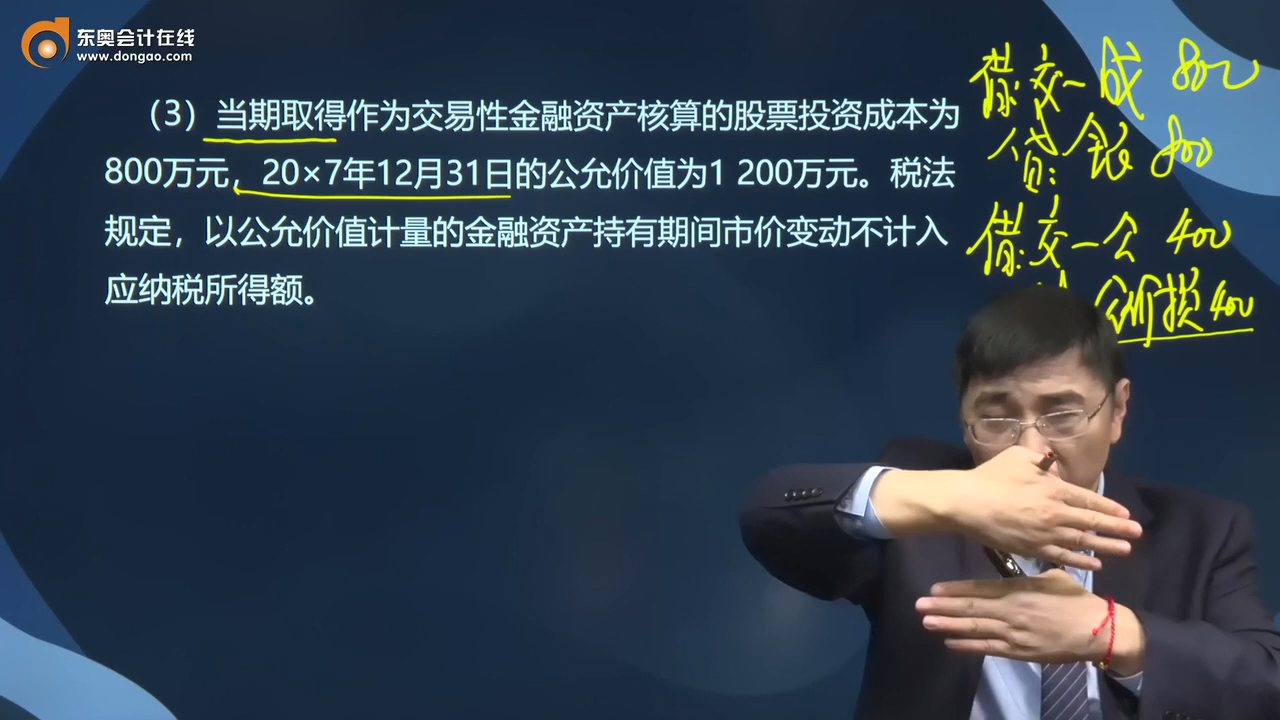 东奥会计在线
www.dongao.com
（3）当期取得作为交易性金融资产核算的股票投资成本为
800万元，20×7年12月31日的公允价值为1 200万元。税法
规定，以公允价值计量的金融资产持有期间市价变动不计入
应纳税所得额。
借:交一成 800
贷:银 800
借:交一公 400
损400